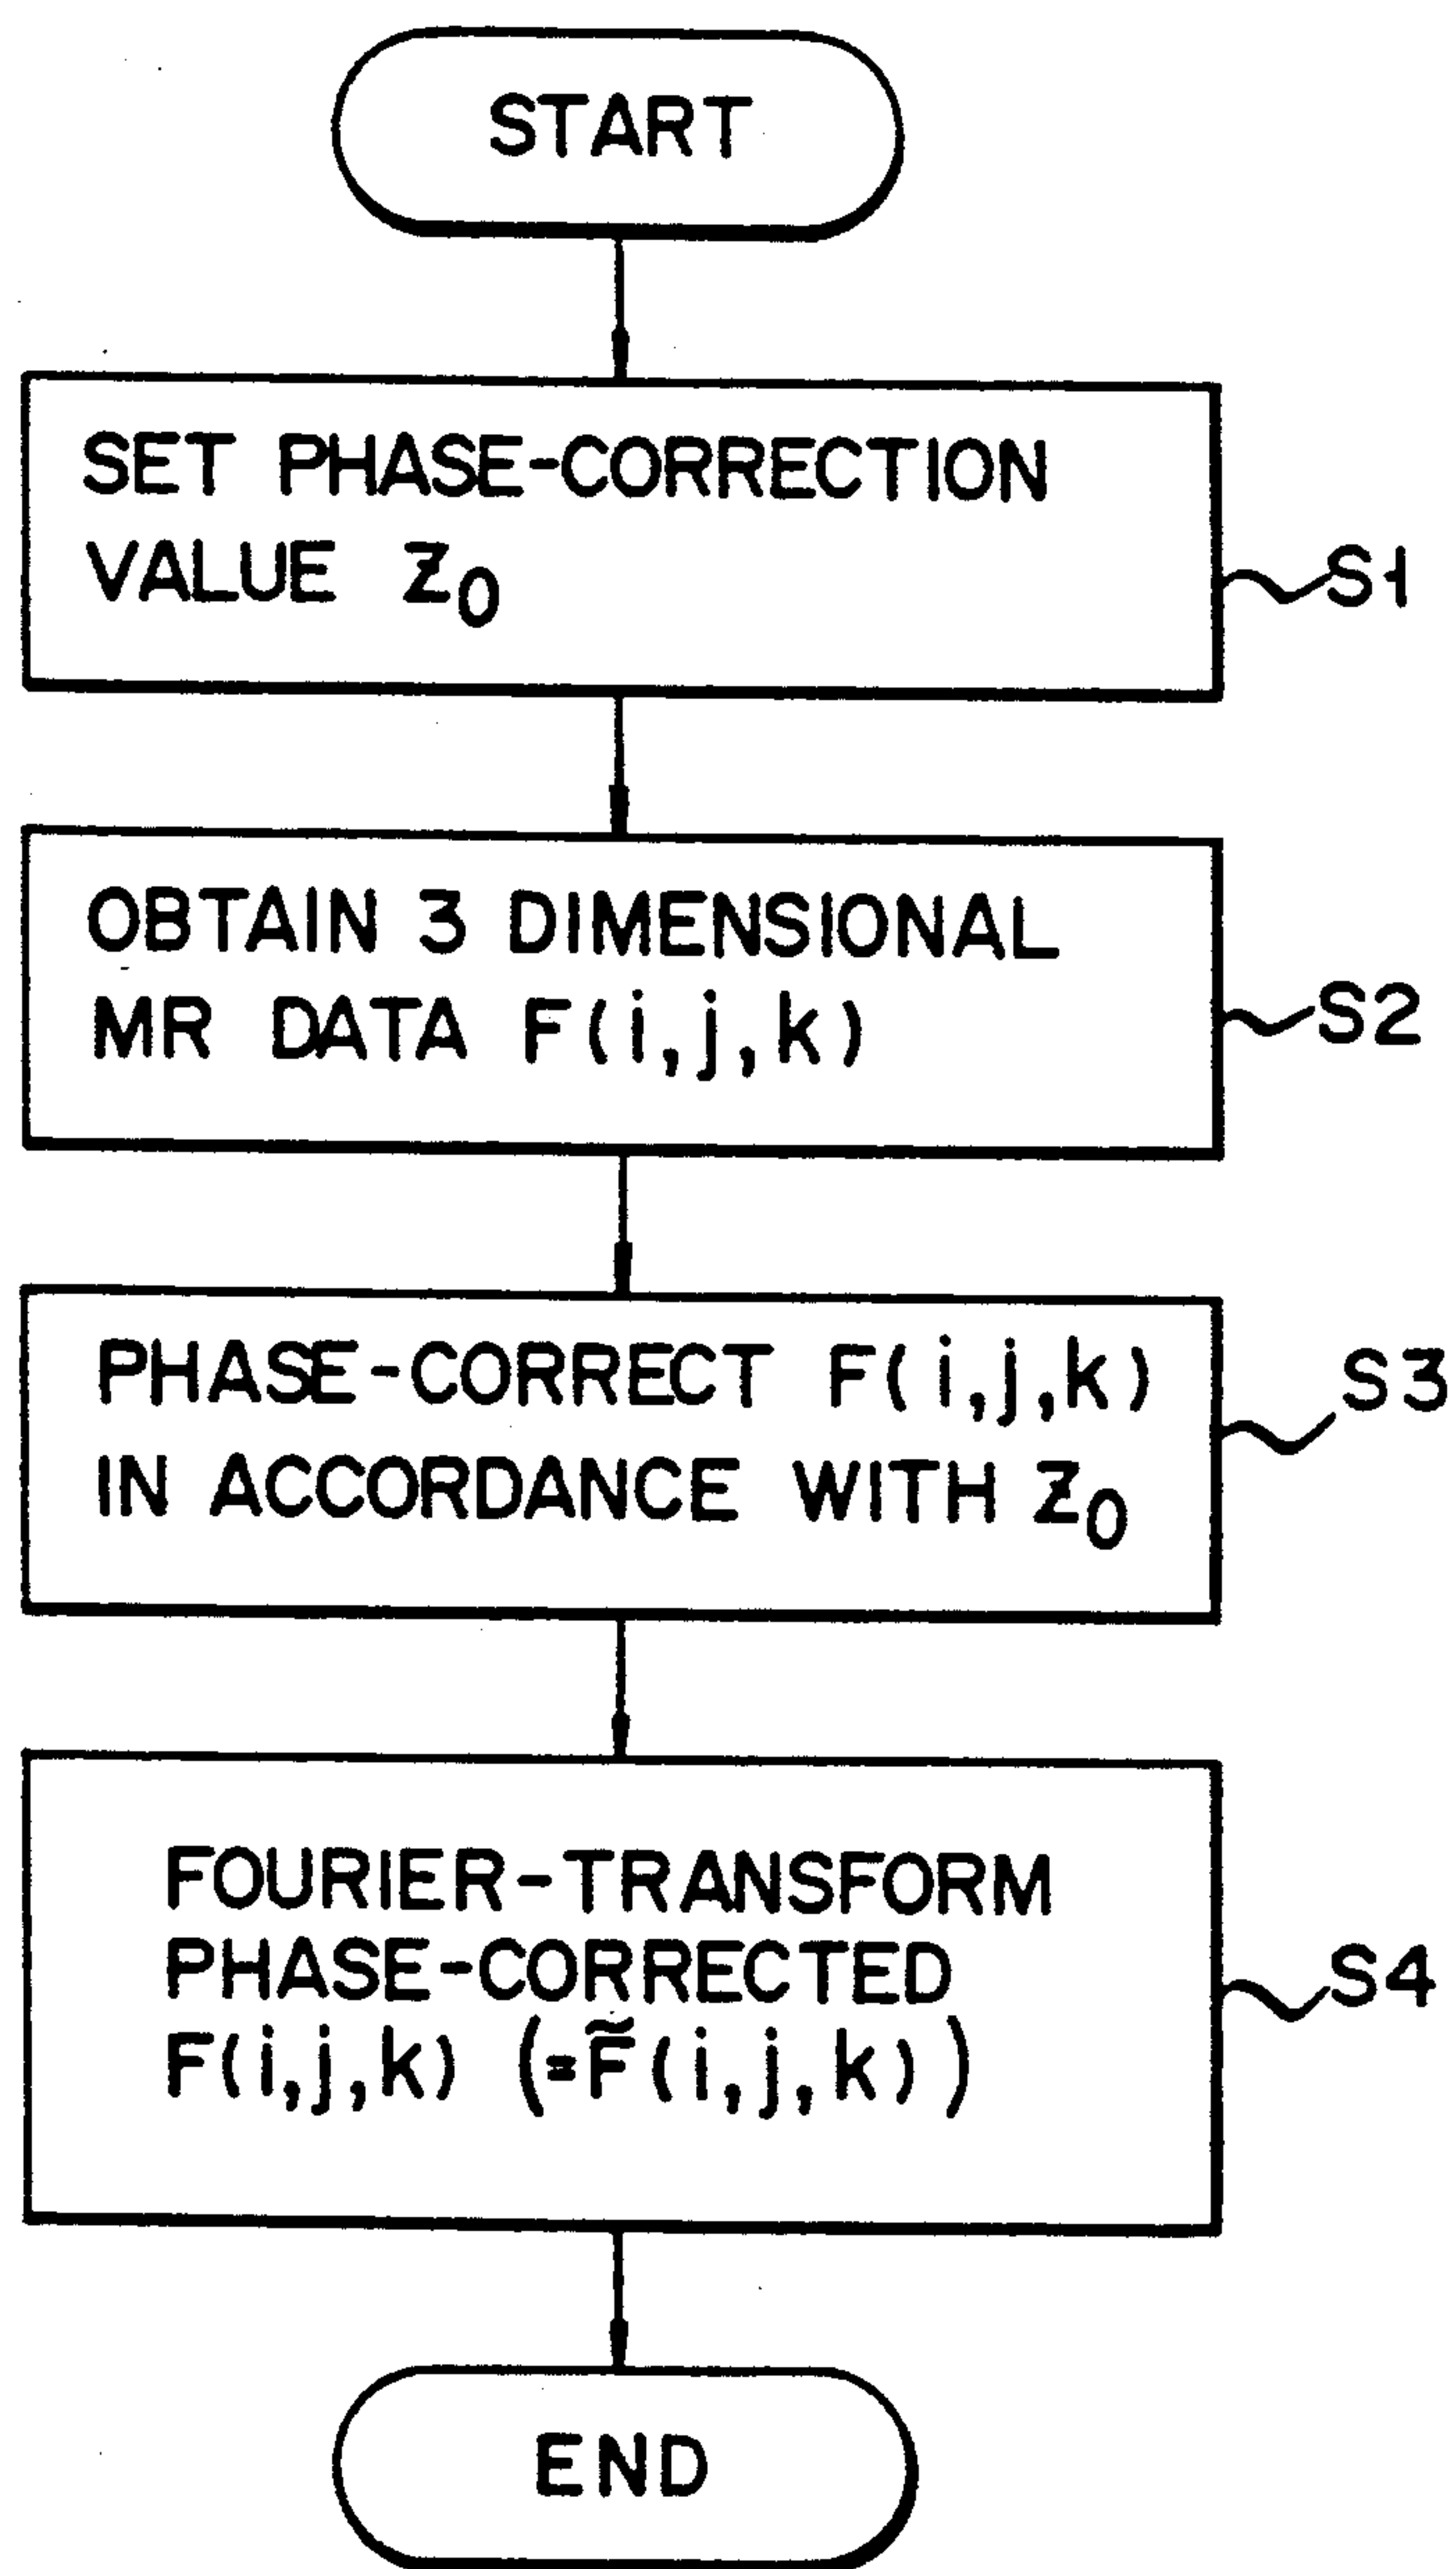 START
SET PHASE-CORRECTION
VALUE Z₀
S1
OBTAIN 3 DIMENSIONAL
MR DATA F(i,j,k)
S2
PHASE-CORRECT F(i,j,k)
IN ACCORDANCE WITH Z₀
S3
FOURIER-TRANSFORM
PHASE-CORRECTED
F(i,j,k) (=F̃(i,j,k))
S4
END